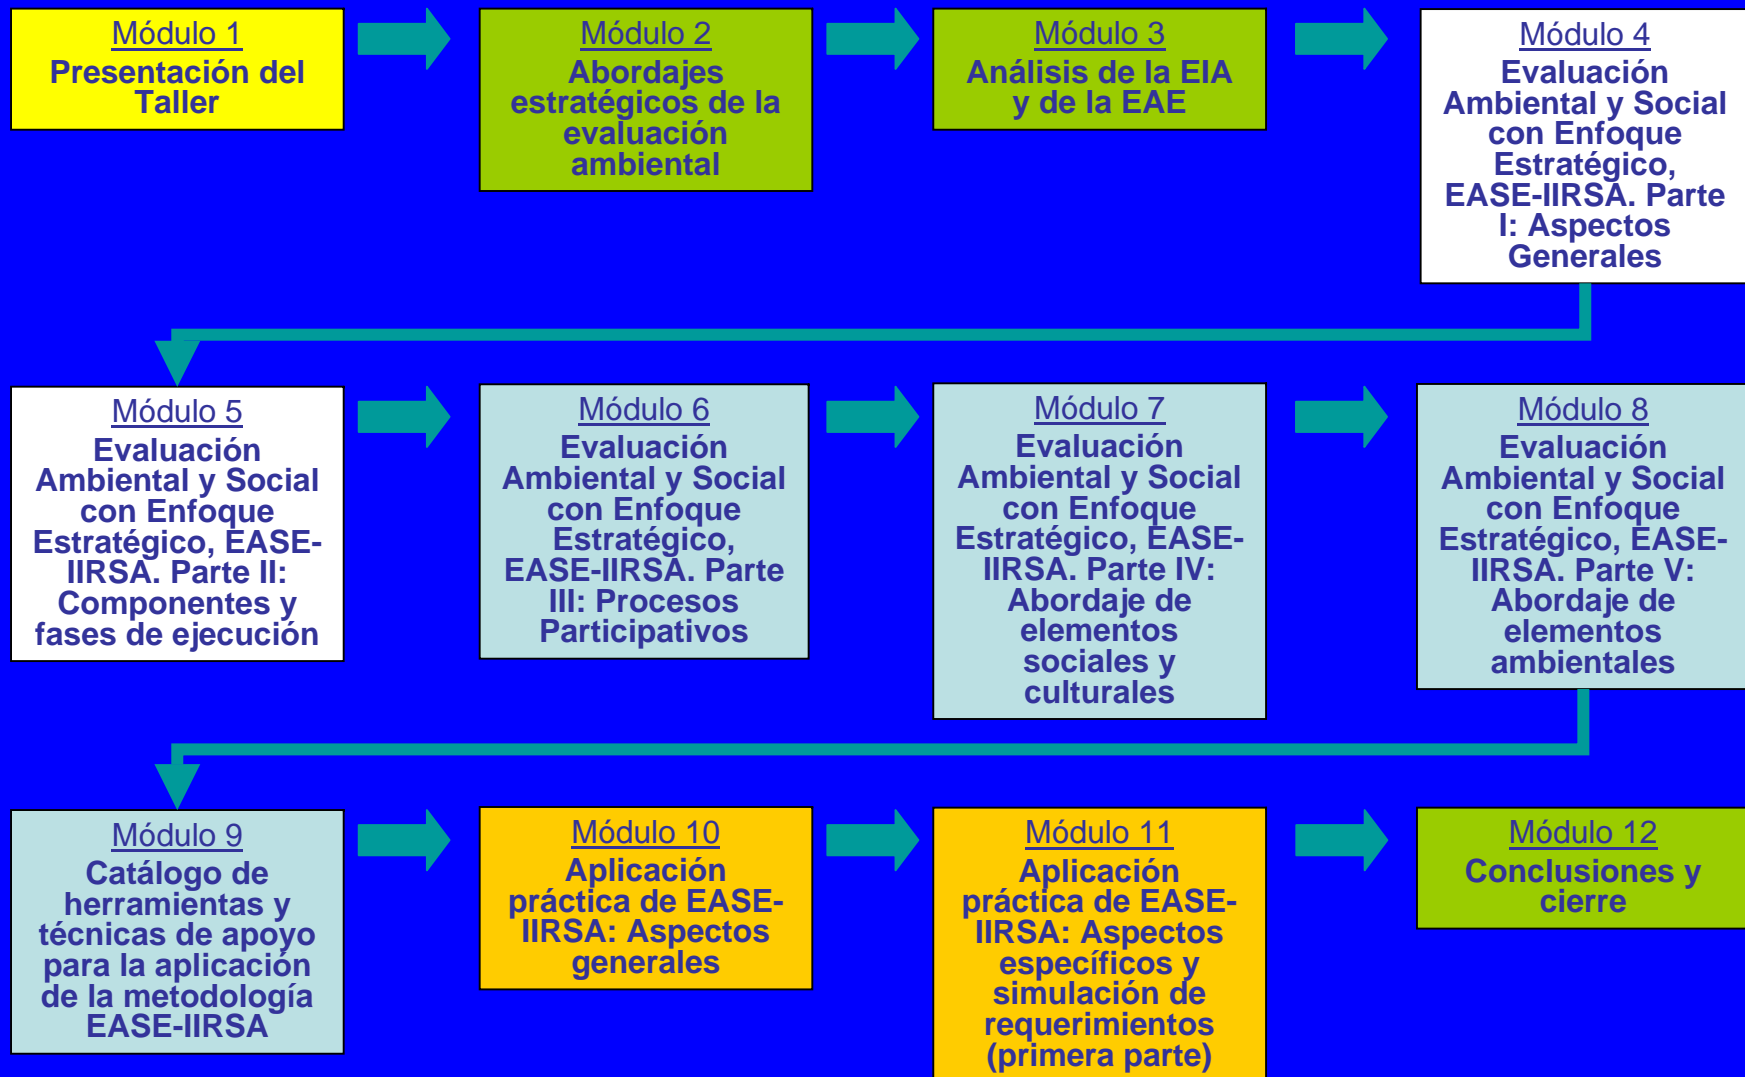 Módulo 1
Presentación del
Taller
Módulo 2
Abordajes
estratégicos de la
evaluación
ambiental
Módulo 3
Análisis de la EIA
y de la EAE
Módulo 4
Evaluación
Ambiental y Social
con Enfoque
Estratégico,
EASE-IIRSA. Parte
I: Aspectos
Generales
Módulo 5
Evaluación
Ambiental y Social
con Enfoque
Estratégico, EASE-
IIRSA. Parte II:
Componentes y
fases de ejecución
Módulo 6
Evaluación
Ambiental y Social
con Enfoque
Estratégico,
EASE-IIRSA. Parte
III: Procesos
Participativos
Módulo 7
Evaluación
Ambiental y Social
con Enfoque
Estratégico, EASE-
IIRSA. Parte IV:
Abordaje de
elementos
sociales y
culturales
Módulo 8
Evaluación
Ambiental y Social
con Enfoque
Estratégico, EASE-
IIRSA. Parte V:
Abordaje de
elementos
ambientales
Módulo 9
Catálogo de
herramientas y
técnicas de apoyo
para la aplicación
de la metodología
EASE-IIRSA
Módulo 10
Aplicación
práctica de EASE-
IIRSA: Aspectos
generales
Módulo 11
Aplicación
práctica de EASE-
IIRSA: Aspectos
específicos y
simulación de
requerimientos
(primera parte)
Módulo 12
Conclusiones y
cierre